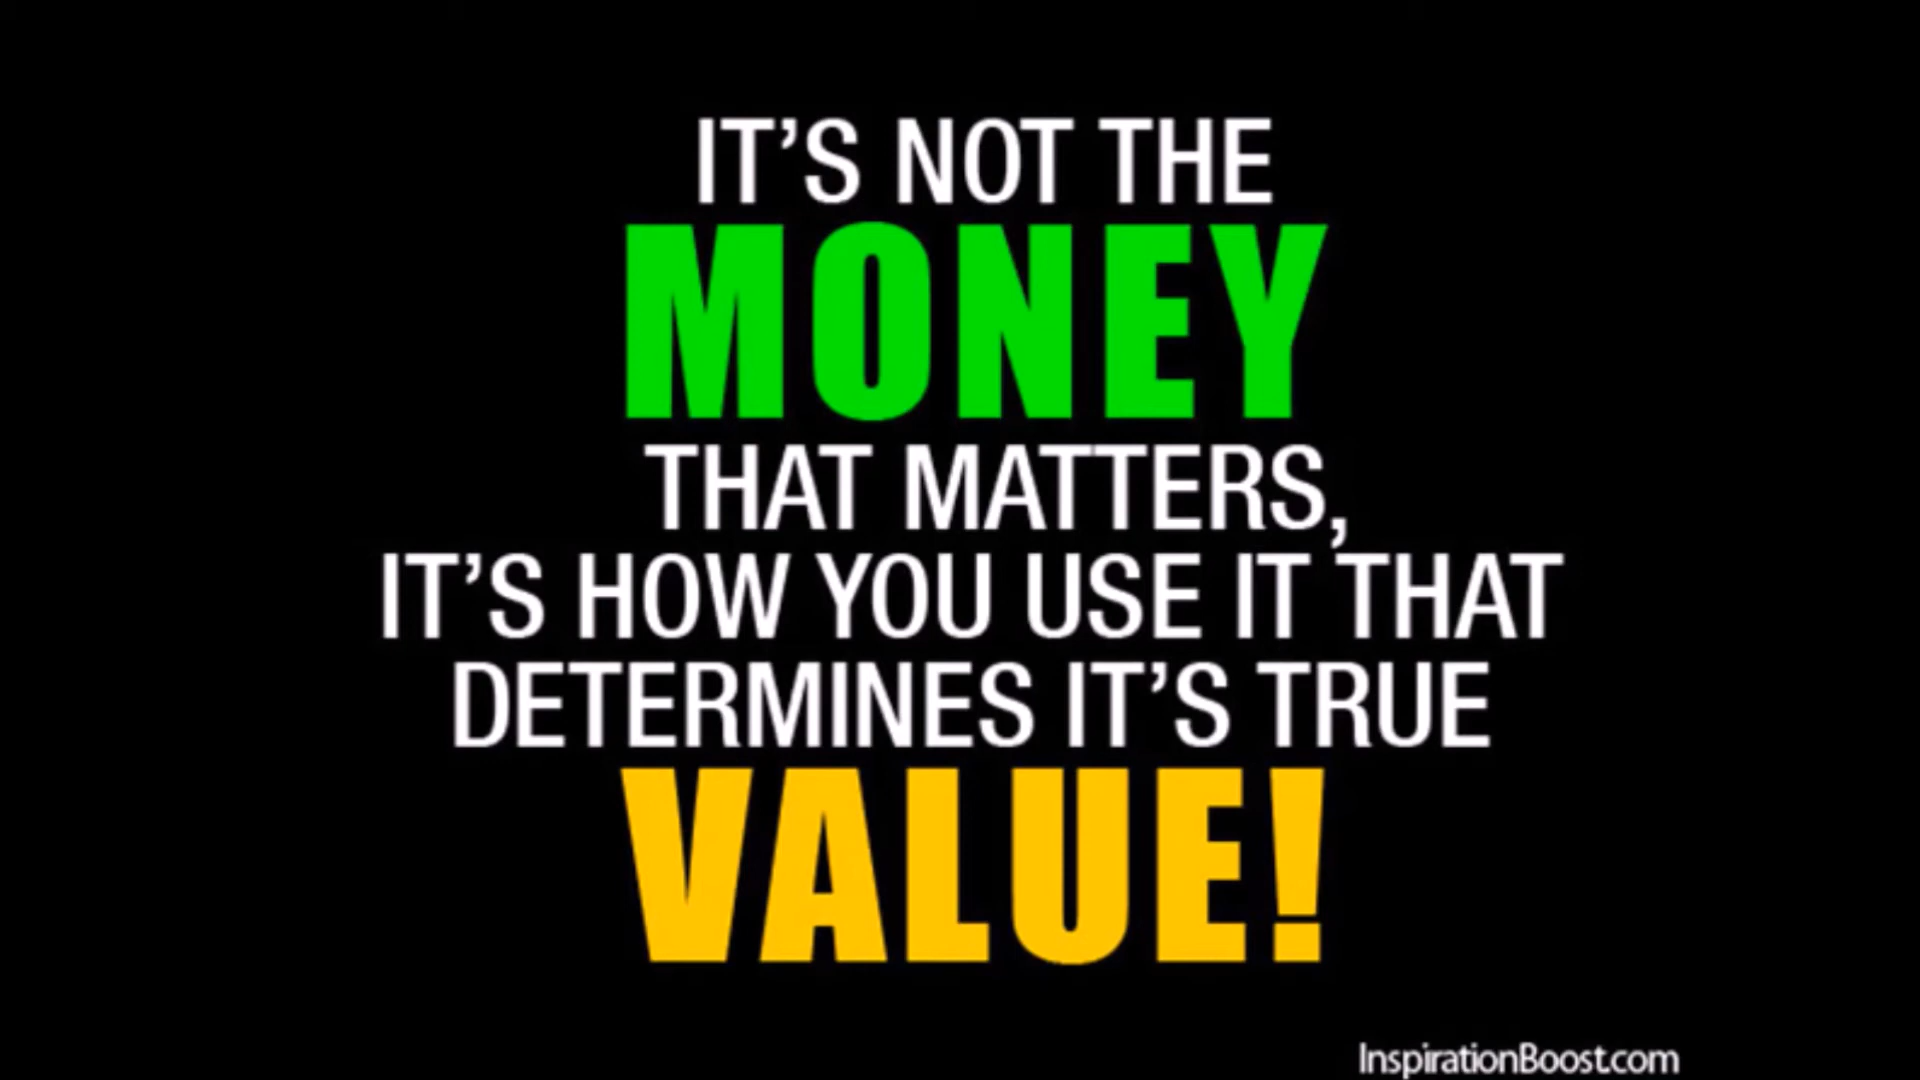 IT’S NOT THE
MONEY
THAT MATTERS,
IT’S HOW YOU USE IT THAT
DETERMINES IT’S TRUE
VALUE!
InspirationBoost.com